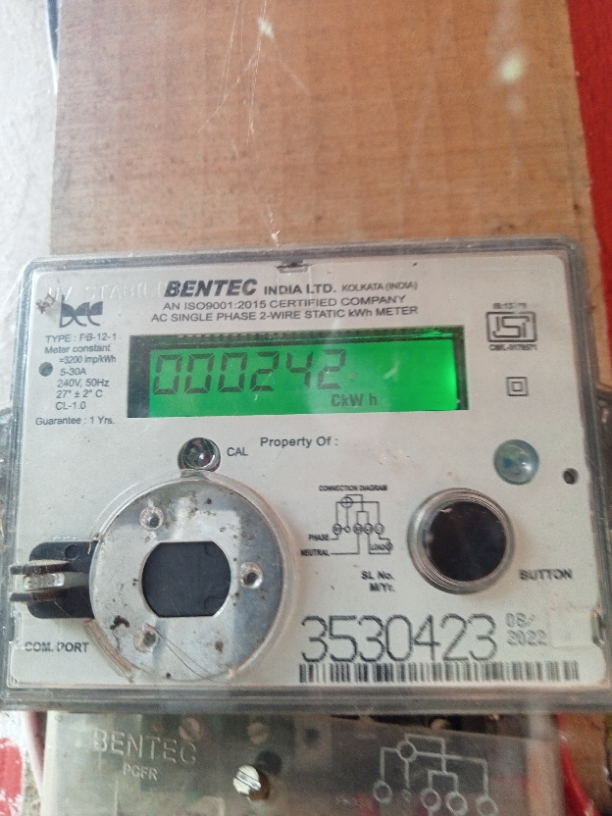 BENTEC INDIA LTD. KOLKATA (INDIA)
AN ISO9001:2015 CERTIFIED COMPANY
AC SINGLE PHASE 2-WIRE STATIC kWh METER
TYPE : PB-12-1
Meter constant
=3200 imp/kWh
5-30A
240V, 50Hz
27° ± 2° C
CL-1.0
Guarantee : 1 Yrs.
000242
CkW h
CAL
Property Of :
CONNECTION DIAGRAM
PHASE
NEUTRAL
LOAD
SL No.
M/Yr.
BUTTON
COM. PORT
3530423
08/
2022
BENTEC